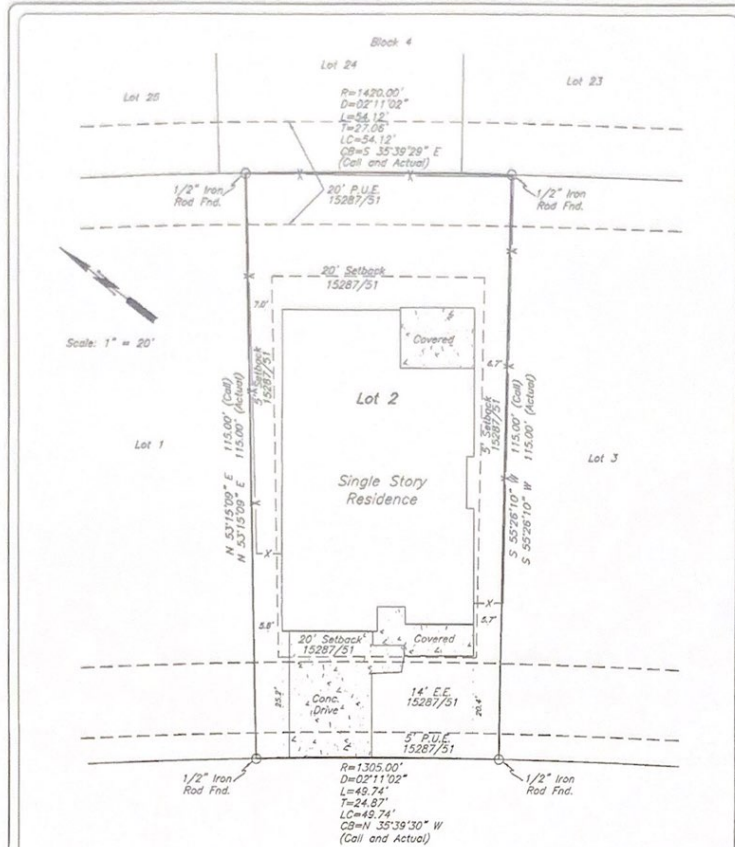 Block 4
Lot 25
Lot 24
Lot 23
R=1420.00'
D=02°11'02"
L=54.12'
T=27.06'
LC=54.12'
CB=S 35°39'29" E
(Call and Actual)
1/2" Iron
Rod Fnd.
20' P.U.E.
15287/51
1/2" Iron
Rod Fnd.
20' Setback
15287/51
7.0'
Scale: 1" = 20'
Covered
5' Setback
15287/51
Lot 2
5' Setback
15287/51
N 53°15'09" E 115.00' (Call)
N 53°15'09" E 115.00' (Actual)
115.00' (Call)
115.00' (Actual)
S 55°26'10" W
S 55°26'10" W
Lot 1
Lot 3
Single Story
Residence
5.7'
20' Setback
15287/51
Covered
Conc.
Drive
14' E.E.
15287/51
20.4'
5' P.U.E.
15287/51
1/2" Iron
Rod Fnd.
1/2" Iron
Rod Fnd.
R=1305.00'
D=02°11'02"
L=49.74'
T=24.87'
LC=49.74'
CB=N 35°39'30" W
(Call and Actual)